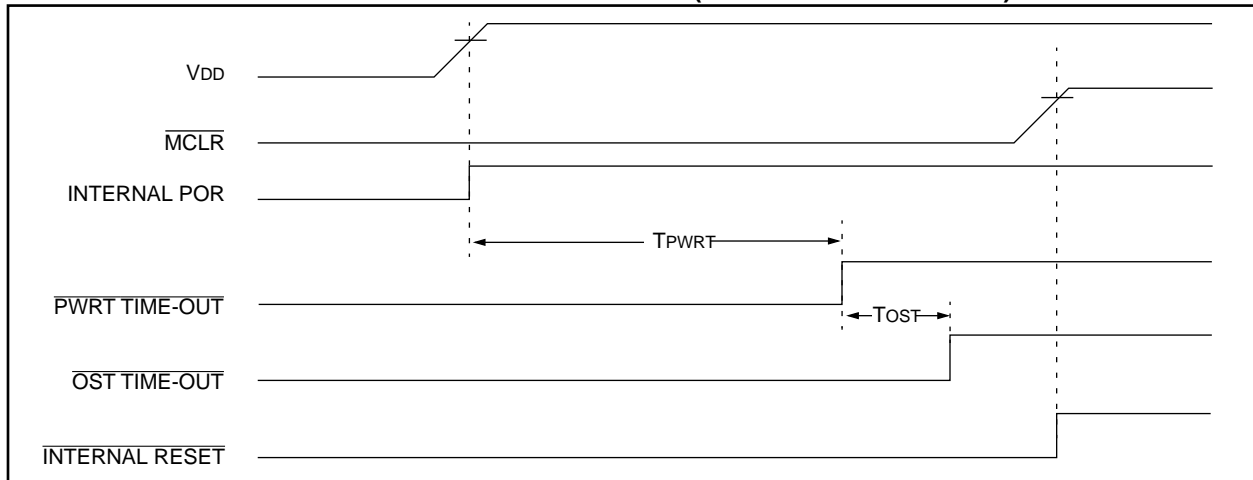 VDD
MCLR
INTERNAL POR
TPWRT
PWRT TIME-OUT
TOST
OST TIME-OUT
INTERNAL RESET